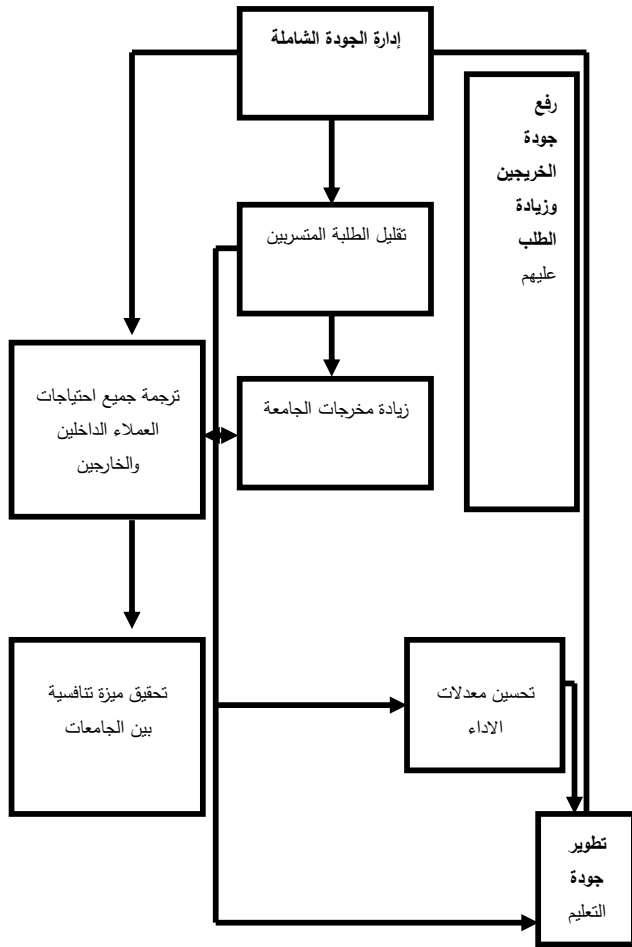 إدارة الجودة الشاملة
رفع
جودة
الخريجين
وزيادة
الطلب
عليهم
تقليل الطلبة المتسربين
ترجمة جميع احتياجات
العملاء الداخلين
والخارجين
زيادة مخرجات الجامعة
تحقيق ميزة تنافسية
بين الجامعات
تحسين معدلات
الاداء
تطوير
جودة
التعليم